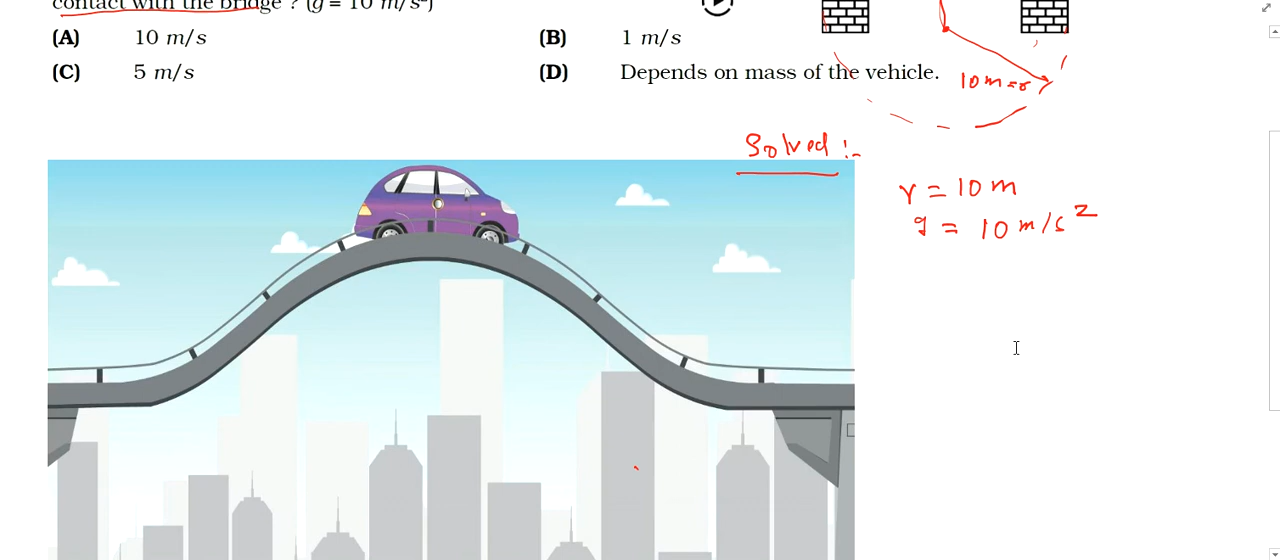 contact with the bridge ? (g = 10 m/s²)
(A) 10 m/s (B) 1 m/s
(C) 5 m/s (D) Depends on mass of the vehicle.
10m = r
Solved :-
r = 10 m
g = 10 m/s²